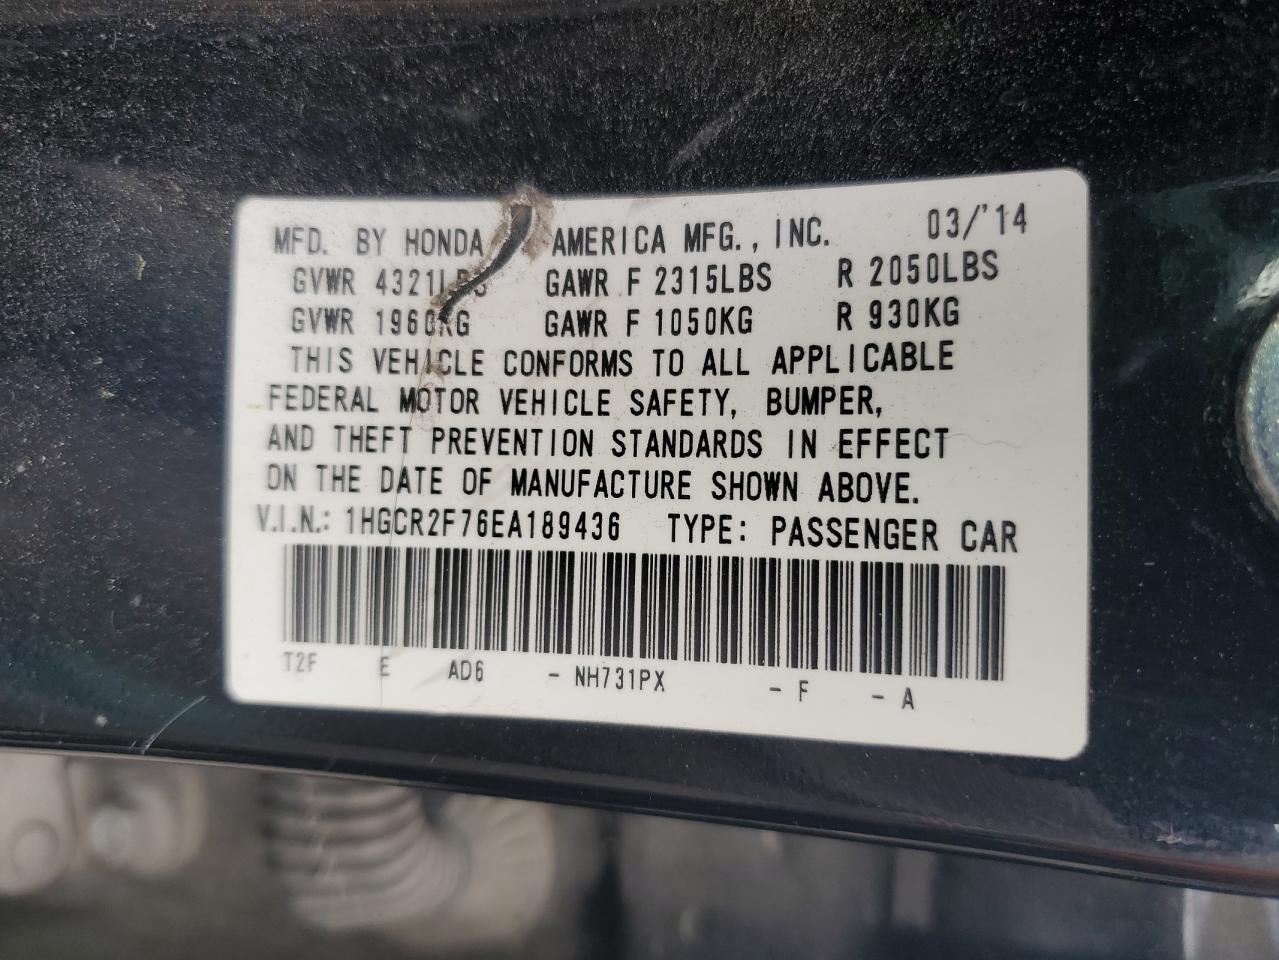 MFD. BY HONDA AMERICA MFG., INC. 03/'14
GVWR 4321LBS GAWR F 2315LBS R 2050LBS
GVWR 1960KG GAWR F 1050KG R 930KG
THIS VEHICLE CONFORMS TO ALL APPLICABLE
FEDERAL MOTOR VEHICLE SAFETY, BUMPER,
AND THEFT PREVENTION STANDARDS IN EFFECT
ON THE DATE OF MANUFACTURE SHOWN ABOVE.
V.I.N.: 1HGCR2F76EA189436 TYPE: PASSENGER CAR
T2F E AD6 - NH731PX - F - A